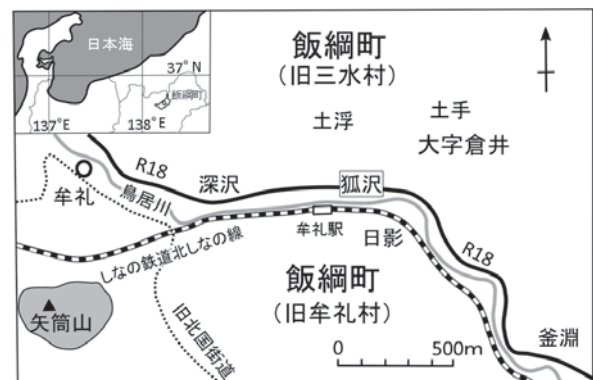 日本海
37°N
飯綱町
137°E
138°E
飯綱町
(旧三水村)
土浮
土手
大字倉井
R18
深沢
狐沢
鳥居川
牟礼
牟礼駅
日影
R18
しなの鉄道北しなの線
飯綱町
(旧牟礼村)
矢筒山
旧北国街道
釜淵
0
500m